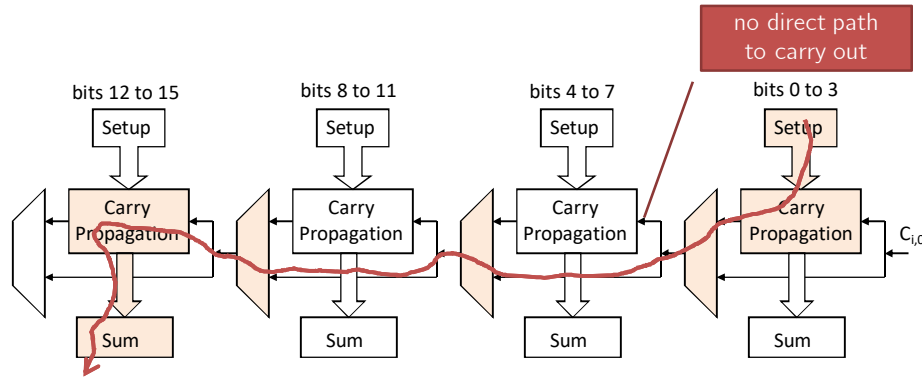 no direct path
to carry out
bits 12 to 15
bits 8 to 11
bits 4 to 7
bits 0 to 3
Setup
Setup
Setup
Setup
Carry
Propagation
Carry
Propagation
Carry
Propagation
Carry
Propagation
Ci,0
Sum
Sum
Sum
Sum